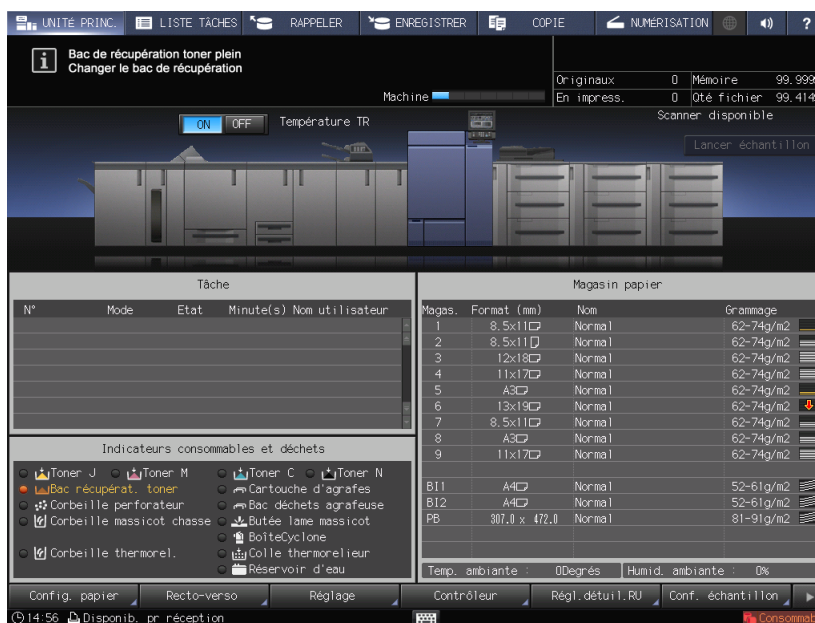 UNITÉ PRINC. LISTE TÂCHES RAPPELER ENREGISTRER COPIE NUMÉRISATION ?
Bac de récupération toner plein
Changer le bac de récupération
Machine
Originaux 0 Mémoire 99.999
En impress. 0 Qté fichier 99.414%
Scanner disponible
ON OFF Température TR
Lancer échantillon
Tâche
N° Mode Etat Minute(s) Nom utilisateur
Magasin papier
Magas. Format (mm) Nom Grammage
1 8.5x11 Normal 62-74g/m2
2 8.5x11 Normal 62-74g/m2
3 12x18 Normal 62-74g/m2
4 11x17 Normal 62-74g/m2
5 A3 Normal 62-74g/m2
6 13x19 Normal 62-74g/m2
7 8.5x11 Normal 62-74g/m2
8 A3 Normal 62-74g/m2
9 11x17 Normal 62-74g/m2
BI1 A4 Normal 52-61g/m2
BI2 A4 Normal 52-61g/m2
PB 307.0 x 472.0 Normal 81-91g/m2
Temp. ambiante : 0Degrés Humid. ambiante : 0%
Indicateurs consommables et déchets
Toner J Toner M Toner C Toner N
Bac récupérat. toner Cartouche d'agrafes
Corbeille perforateur Bac déchets agrafeuse
Corbeille massicot chasse Butée lame massicot
BoîteCyclone
Corbeille thermorel. Colle thermorelieur
Réservoir d'eau
Config. papier Recto-verso Réglage Contrôleur Régl.détuil.RU Conf. échantillon
14:56 Disponib. pr réception Consommab